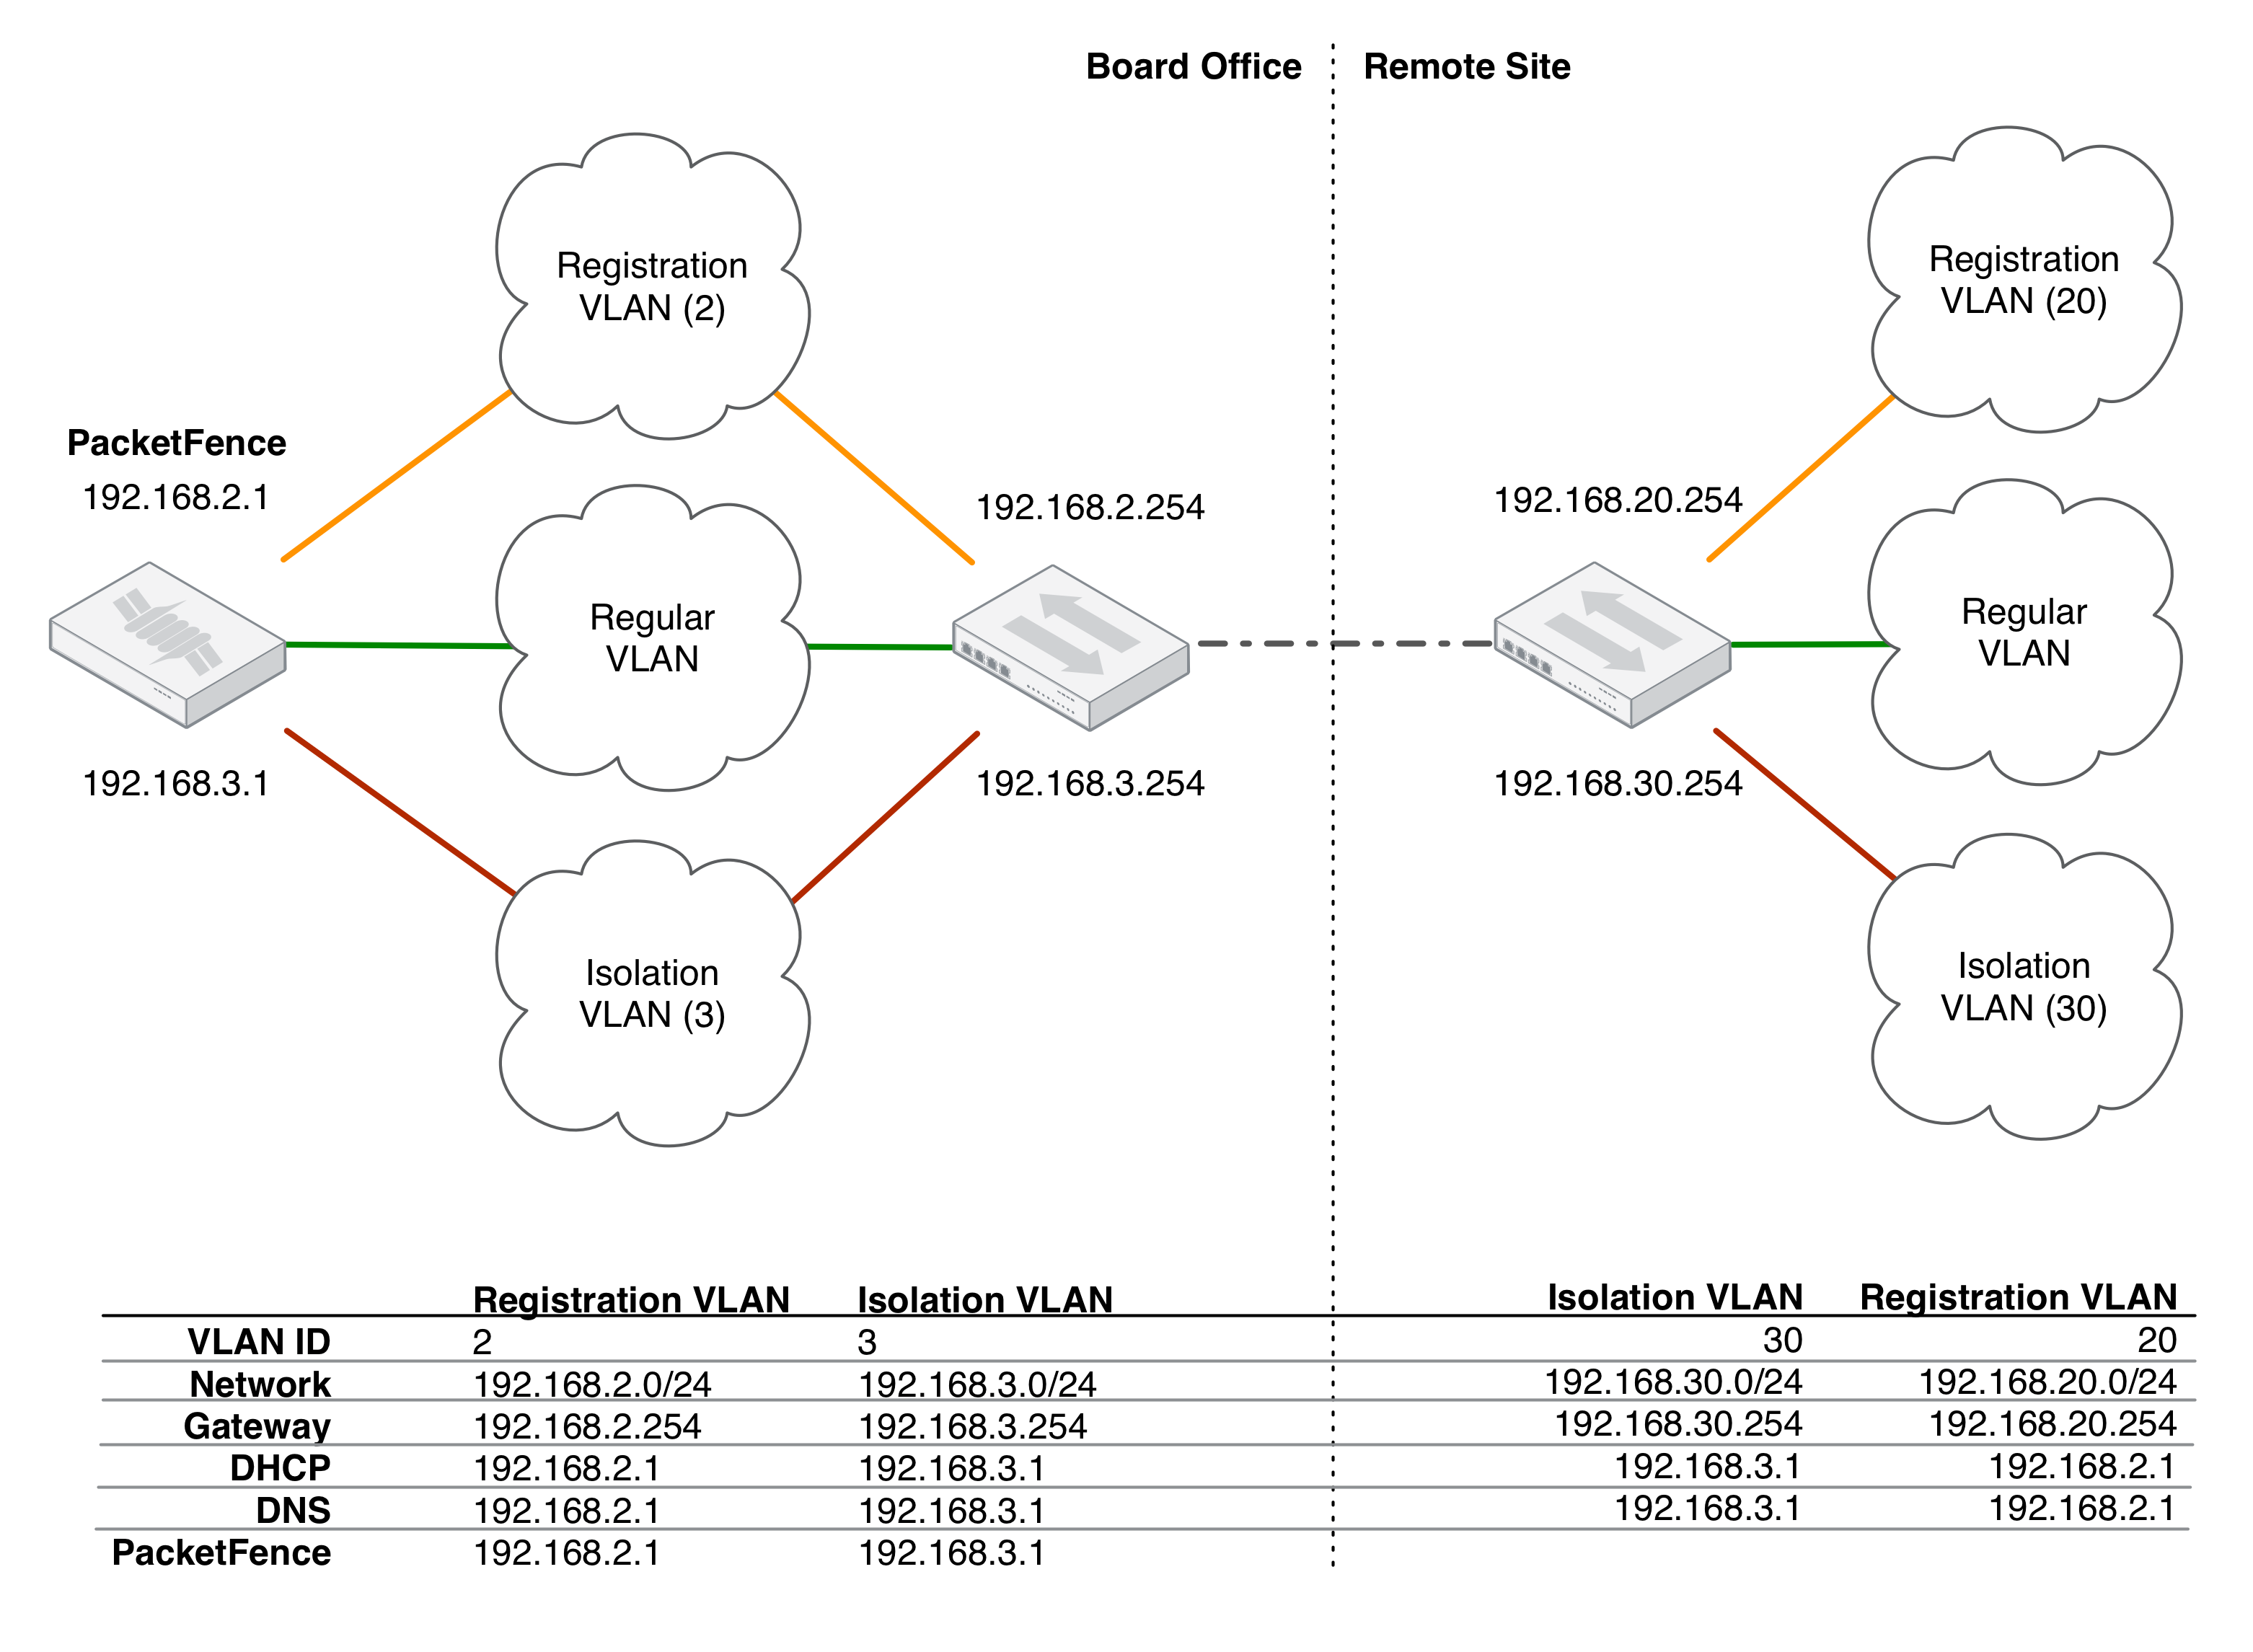 Board Office Remote Site
Registration
VLAN (2)
Registration
VLAN (20)
PacketFence
192.168.2.1
192.168.2.254
192.168.20.254
Regular
VLAN
Regular
VLAN
192.168.3.1
192.168.3.254
192.168.30.254
Isolation
VLAN (3)
Isolation
VLAN (30)
Registration VLAN Isolation VLAN Isolation VLAN Registration VLAN
VLAN ID 2 3 30 20
Network 192.168.2.0/24 192.168.3.0/24 192.168.30.0/24 192.168.20.0/24
Gateway 192.168.2.254 192.168.3.254 192.168.30.254 192.168.20.254
DHCP 192.168.2.1 192.168.3.1 192.168.3.1 192.168.2.1
DNS 192.168.2.1 192.168.3.1 192.168.3.1 192.168.2.1
PacketFence 192.168.2.1 192.168.3.1